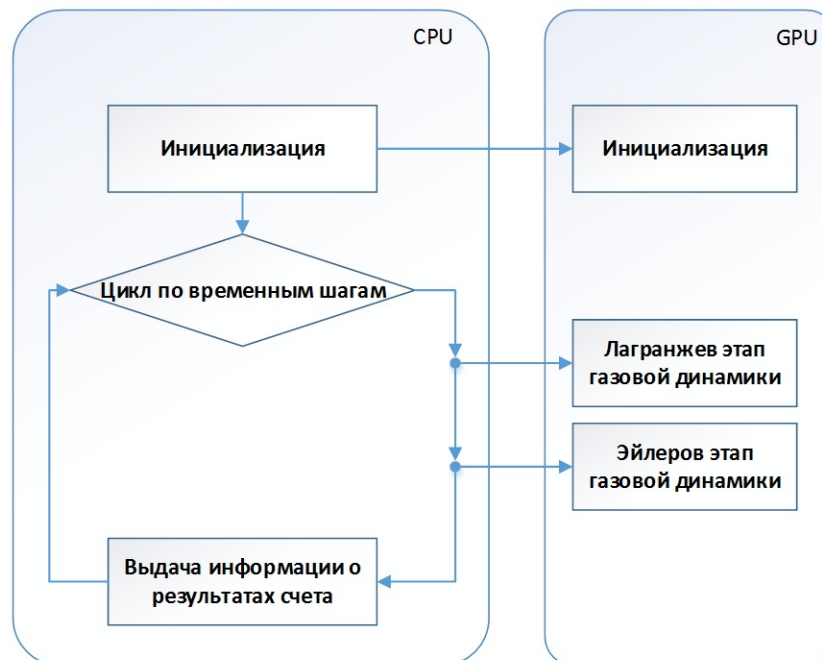 CPU
GPU
Инициализация
Инициализация
Цикл по временным шагам
Лагранжев этап
газовой динамики
Эйлеров этап
газовой динамики
Выдача информации о
результатах счета